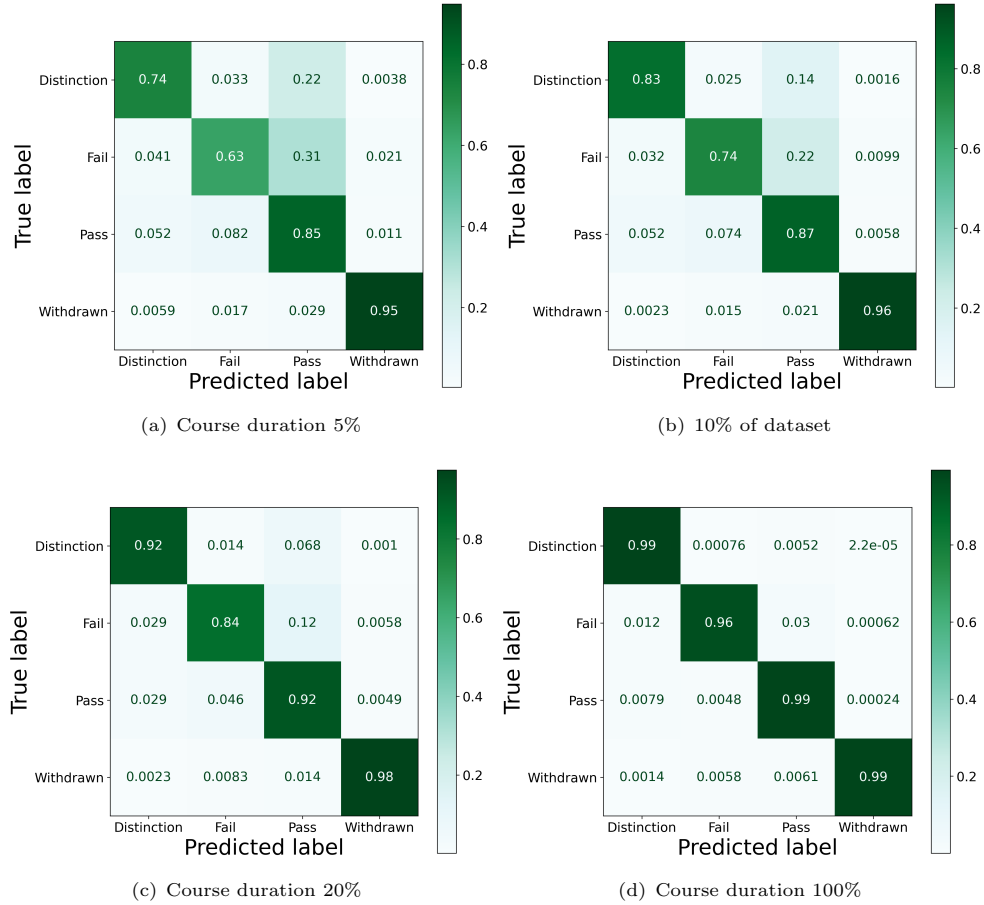 Distinction 0.74 0.033 0.22 0.0038
Fail 0.041 0.63 0.31 0.021
Pass 0.052 0.082 0.85 0.011
Withdrawn 0.0059 0.017 0.029 0.95
Distinction Fail Pass Withdrawn
Predicted label
True label
0.8
0.6
0.4
0.2
(a) Course duration 5%
Distinction 0.83 0.025 0.14 0.0016
Fail 0.032 0.74 0.22 0.0099
Pass 0.052 0.074 0.87 0.0058
Withdrawn 0.0023 0.015 0.021 0.96
Distinction Fail Pass Withdrawn
Predicted label
True label
0.8
0.6
0.4
0.2
(b) 10% of dataset
Distinction 0.92 0.014 0.068 0.001
Fail 0.029 0.84 0.12 0.0058
Pass 0.029 0.046 0.92 0.0049
Withdrawn 0.0023 0.0083 0.014 0.98
Distinction Fail Pass Withdrawn
Predicted label
True label
0.8
0.6
0.4
0.2
(c) Course duration 20%
Distinction 0.99 0.00076 0.0052 2.2e-05
Fail 0.012 0.96 0.03 0.00062
Pass 0.0079 0.0048 0.99 0.00024
Withdrawn 0.0014 0.0058 0.0061 0.99
Distinction Fail Pass Withdrawn
Predicted label
True label
0.8
0.6
0.4
0.2
(d) Course duration 100%